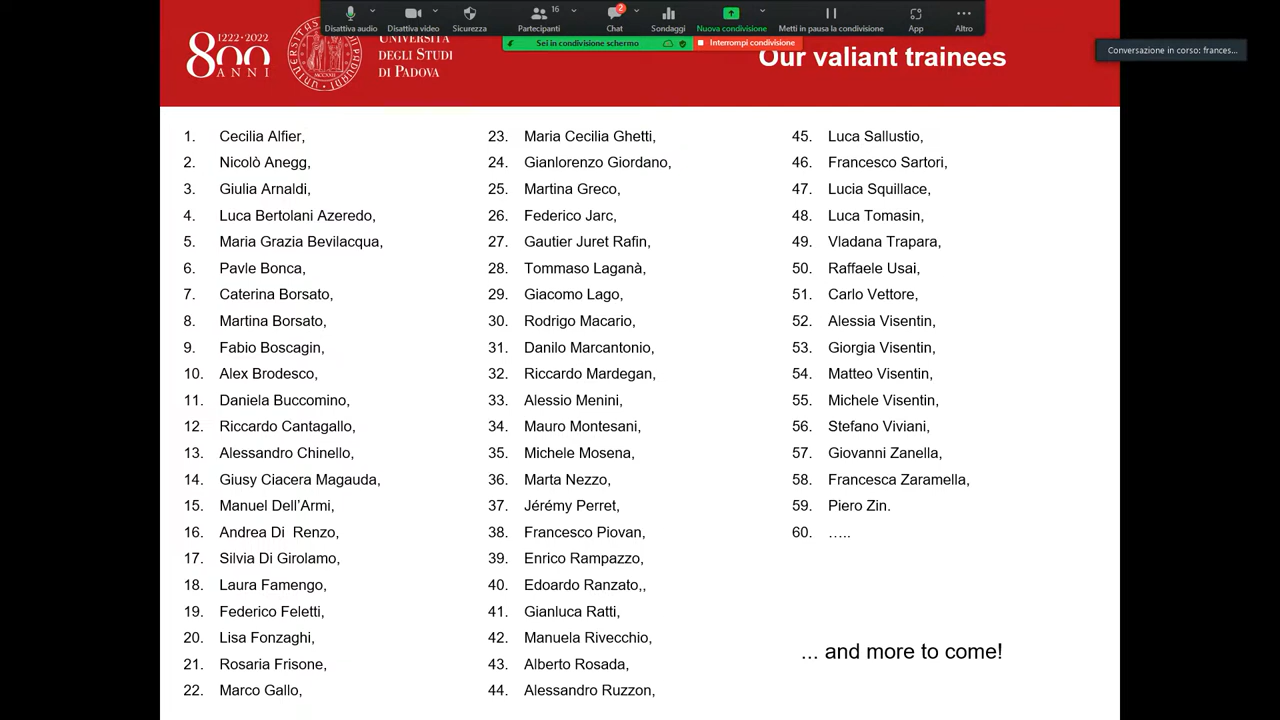 16
2
Disattiva audio
Disattiva video
Sicurezza
Partecipanti
Chat
Sondaggi
Nuova condivisione
Metti in pausa la condivisione
App
Altro
Sei in condivisione schermo
Interrompi condivisione
Conversazione in corso: frances...
1222·2022
800
ANNI
UNIVERSITÀ
DEGLI STUDI
DI PADOVA
Our valiant trainees
1. Cecilia Alfier,
2. Nicolò Anegg,
3. Giulia Arnaldi,
4. Luca Bertolani Azeredo,
5. Maria Grazia Bevilacqua,
6. Pavle Bonca,
7. Caterina Borsato,
8. Martina Borsato,
9. Fabio Boscagin,
10. Alex Brodesco,
11. Daniela Buccomino,
12. Riccardo Cantagallo,
13. Alessandro Chinello,
14. Giusy Ciacera Magauda,
15. Manuel Dell’Armi,
16. Andrea Di  Renzo,
17. Silvia Di Girolamo,
18. Laura Famengo,
19. Federico Feletti,
20. Lisa Fonzaghi,
21. Rosaria Frisone,
22. Marco Gallo,
23. Maria Cecilia Ghetti,
24. Gianlorenzo Giordano,
25. Martina Greco,
26. Federico Jarc,
27. Gautier Juret Rafin,
28. Tommaso Laganà,
29. Giacomo Lago,
30. Rodrigo Macario,
31. Danilo Marcantonio,
32. Riccardo Mardegan,
33. Alessio Menini,
34. Mauro Montesani,
35. Michele Mosena,
36. Marta Nezzo,
37. Jérémy Perret,
38. Francesco Piovan,
39. Enrico Rampazzo,
40. Edoardo Ranzato,,
41. Gianluca Ratti,
42. Manuela Rivecchio,
43. Alberto Rosada,
44. Alessandro Ruzzon,
45. Luca Sallustio,
46. Francesco Sartori,
47. Lucia Squillace,
48. Luca Tomasin,
49. Vladana Trapara,
50. Raffaele Usai,
51. Carlo Vettore,
52. Alessia Visentin,
53. Giorgia Visentin,
54. Matteo Visentin,
55. Michele Visentin,
56. Stefano Viviani,
57. Giovanni Zanella,
58. Francesca Zaramella,
59. Piero Zin.
60. …..
... and more to come!